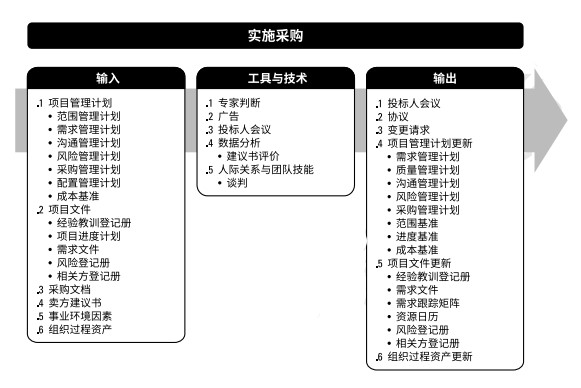 实施采购
输入
.1 项目管理计划
• 范围管理计划
• 需求管理计划
• 沟通管理计划
• 风险管理计划
• 采购管理计划
• 配置管理计划
• 成本基准
.2 项目文件
• 经验教训登记册
• 项目进度计划
• 需求文件
• 风险登记册
• 相关方登记册
.3 采购文档
.4 卖方建议书
.5 事业环境因素
.6 组织过程资产
工具与技术
.1 专家判断
.2 广告
.3 投标人会议
.4 数据分析
• 建议书评价
.5 人际关系与团队技能
• 谈判
输出
.1 投标人会议
.2 协议
.3 变更请求
.4 项目管理计划更新
• 需求管理计划
• 质量管理计划
• 沟通管理计划
• 风险管理计划
• 采购管理计划
• 范围基准
• 进度基准
• 成本基准
.5 项目文件更新
• 经验教训登记册
• 需求文件
• 需求跟踪矩阵
• 资源日历
• 风险登记册
• 相关方登记册
.6 组织过程资产更新